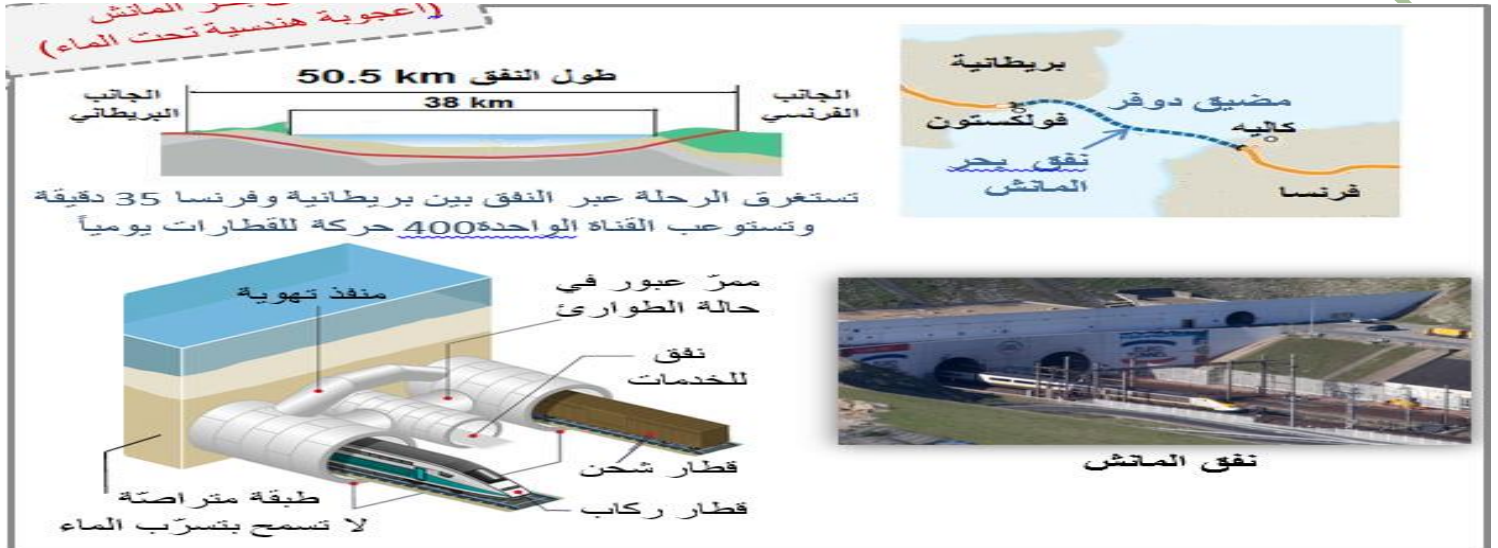 المانش
(أعجوبة هندسية تحت الماء)
طول النفق 50.5 km
38 km
الجانب
الفرنسي
الجانب
البريطاني
بريطانية
مضيق دوفر
فولكستون
كاليه
نفق بحر
المانش
فرنسا
تستغرق الرحلة عبر النفق بين بريطانية وفرنسا 35 دقيقة
وتستوعب القناة الواحدة400 حركة للقطارات يومياً
منفذ تهوية
ممرّ عبور في
حالة الطوارئ
نفق
للخدمات
قطار شحن
قطار ركاب
طبقة متراصّة
لا تسمح بتسرّب الماء
نفق المانش